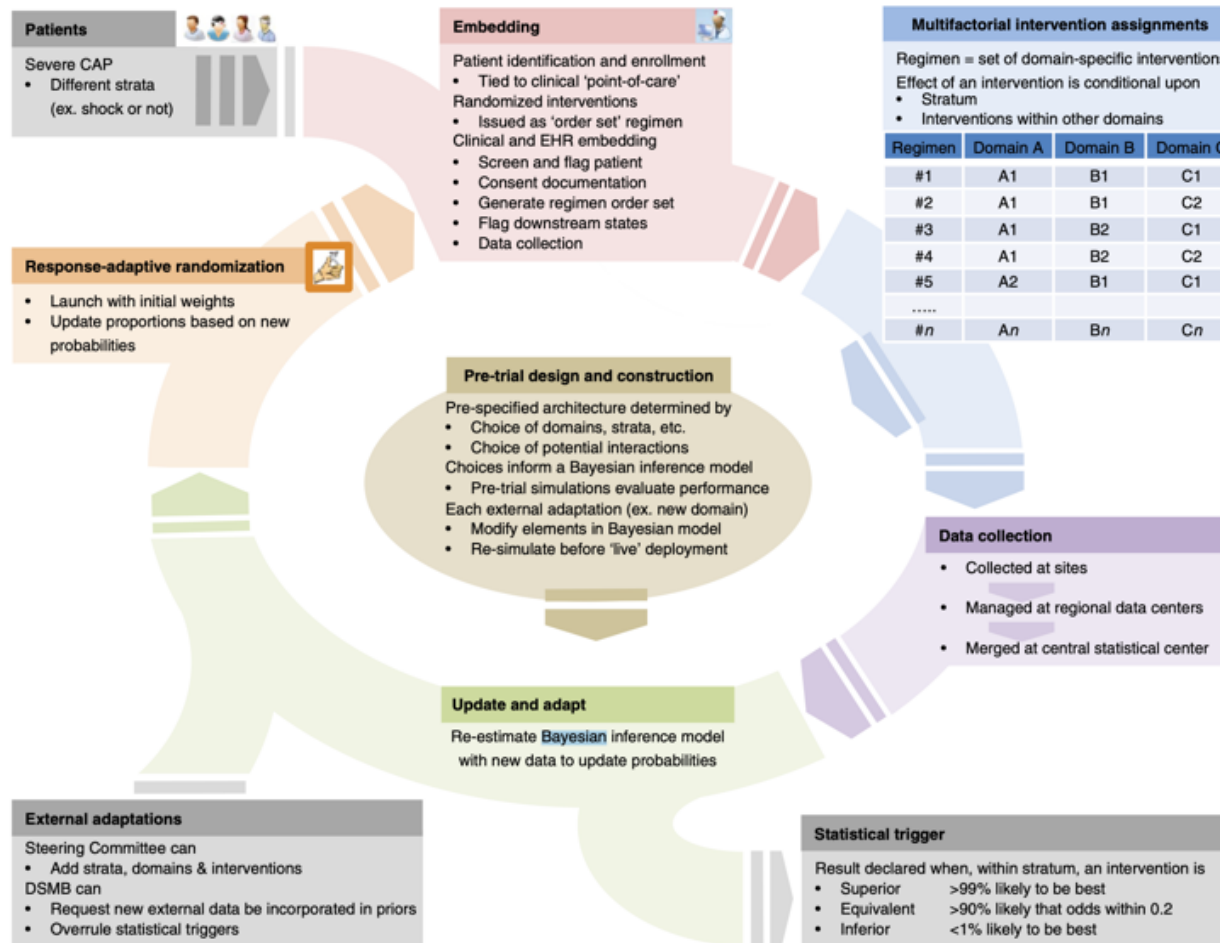 Patients
Severe CAP
• Different strata
(ex. shock or not)
Embedding
Patient identification and enrollment
• Tied to clinical ‘point-of-care’
Randomized interventions
• Issued as ‘order set’ regimen
Clinical and EHR embedding
• Screen and flag patient
• Consent documentation
• Generate regimen order set
• Flag downstream states
• Data collection
Multifactorial intervention assignments
Regimen = set of domain-specific interventions
Effect of an intervention is conditional upon
• Stratum
• Interventions within other domains
Regimen Domain A Domain B Domain C
#1 A1 B1 C1
#2 A1 B1 C2
#3 A1 B2 C1
#4 A1 B2 C2
#5 A2 B1 C1
.....
#n An Bn Cn
Response-adaptive randomization
• Launch with initial weights
• Update proportions based on new
probabilities
Pre-trial design and construction
Pre-specified architecture determined by
• Choice of domains, strata, etc.
• Choice of potential interactions
Choices inform a Bayesian inference model
• Pre-trial simulations evaluate performance
Each external adaptation (ex. new domain)
• Modify elements in Bayesian model
• Re-simulate before ‘live’ deployment
Data collection
• Collected at sites
• Managed at regional data centers
• Merged at central statistical center
Update and adapt
Re-estimate Bayesian inference model
with new data to update probabilities
External adaptations
Steering Committee can
• Add strata, domains & interventions
DSMB can
• Request new external data be incorporated in priors
• Overrule statistical triggers
Statistical trigger
Result declared when, within stratum, an intervention is
• Superior >99% likely to be best
• Equivalent >90% likely that odds within 0.2
• Inferior <1% likely to be best